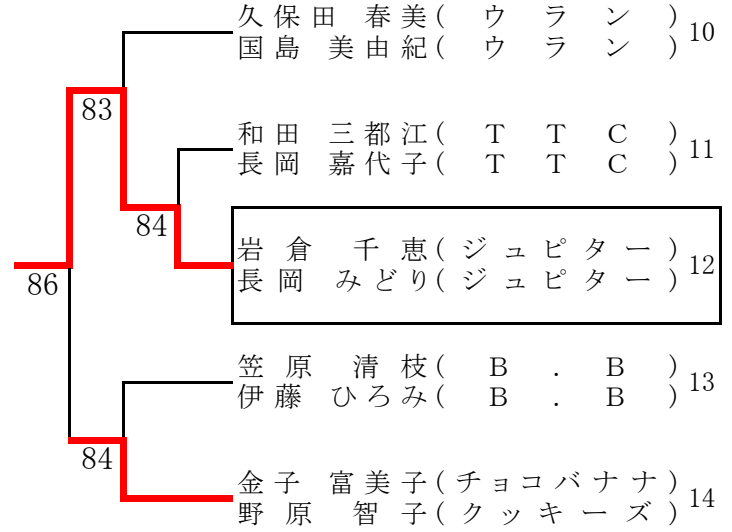 久保田 春美(ウラン)
国島 美由紀(ウラン)
10
83
和田 三都江(TTC)
長岡 嘉代子(TTC)
11
84
岩倉 千恵(ジュピター)
長岡 みどり(ジュピター)
12
86
笠原 清枝(B.B)
伊藤 ひろみ(B.B)
13
84
金子 富美子(チョコバナナ)
野原 智子(クッキーズ)
14